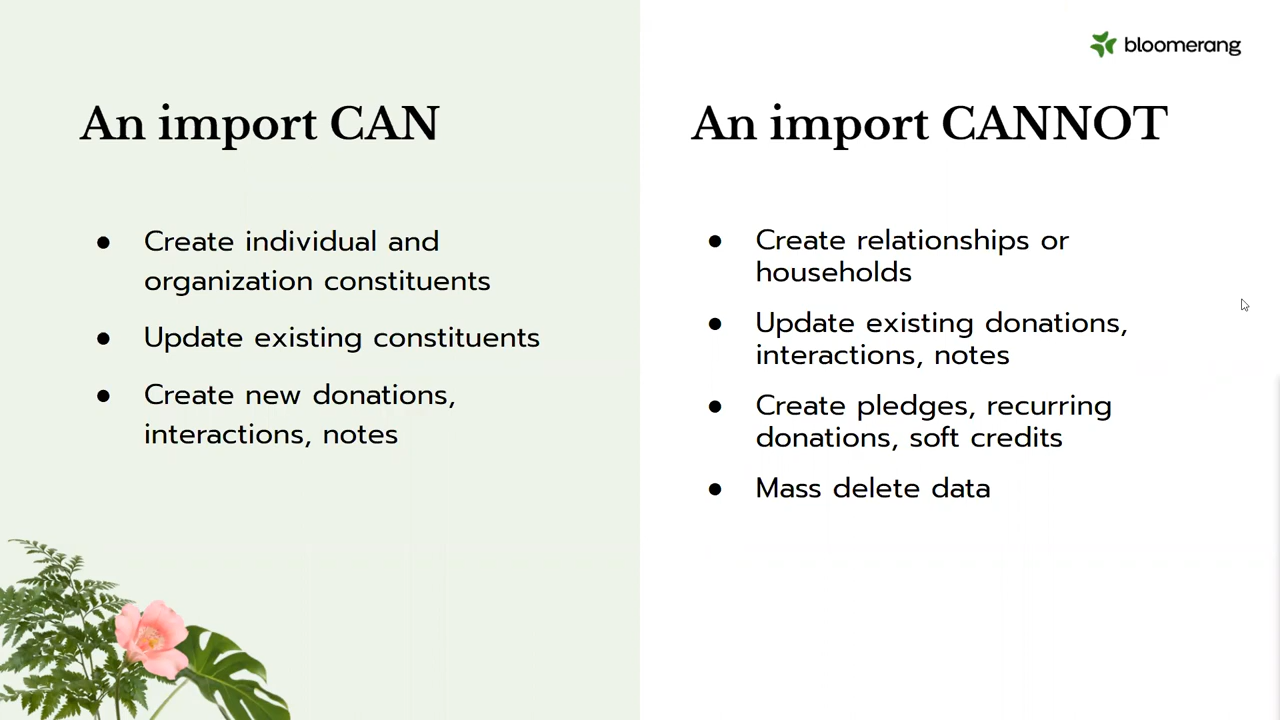 bloomerang
An import CAN
● Create individual and
organization constituents
● Update existing constituents
● Create new donations,
interactions, notes
An import CANNOT
● Create relationships or
households
● Update existing donations,
interactions, notes
● Create pledges, recurring
donations, soft credits
● Mass delete data